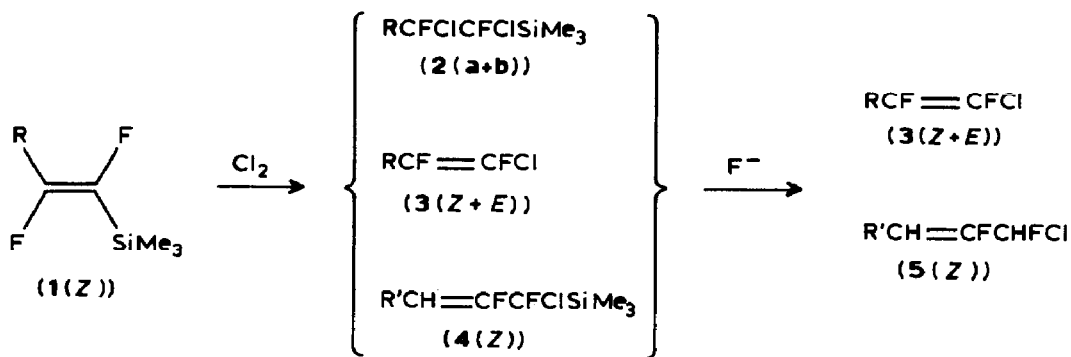 R F
F SiMe3
(1(Z))
Cl2
RCFClCFClSiMe3
(2(a+b))
RCF=CFCl
(3(Z+E))
R'CH=CFCFClSiMe3
(4(Z))
F−
RCF=CFCl
(3(Z+E))
R'CH=CFCHFCl
(5(Z))